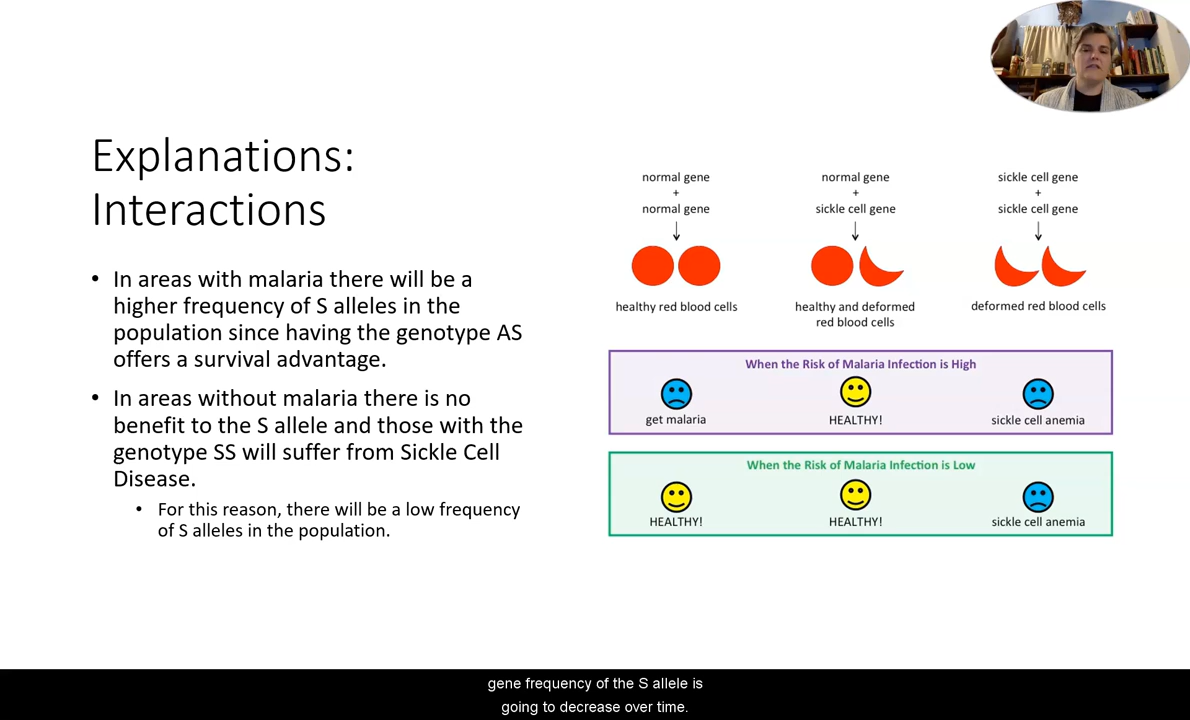 Explanations:
Interactions
• In areas with malaria there will be a
higher frequency of S alleles in the
population since having the genotype AS
offers a survival advantage.
• In areas without malaria there is no
benefit to the S allele and those with the
genotype SS will suffer from Sickle Cell
Disease.
• For this reason, there will be a low frequency
of S alleles in the population.
normal gene
+
normal gene
healthy red blood cells
normal gene
+
sickle cell gene
healthy and deformed
red blood cells
sickle cell gene
+
sickle cell gene
deformed red blood cells
When the Risk of Malaria Infection is High
get malaria
HEALTHY!
sickle cell anemia
When the Risk of Malaria Infection is Low
HEALTHY!
HEALTHY!
sickle cell anemia
gene frequency of the S allele is
going to decrease over time.